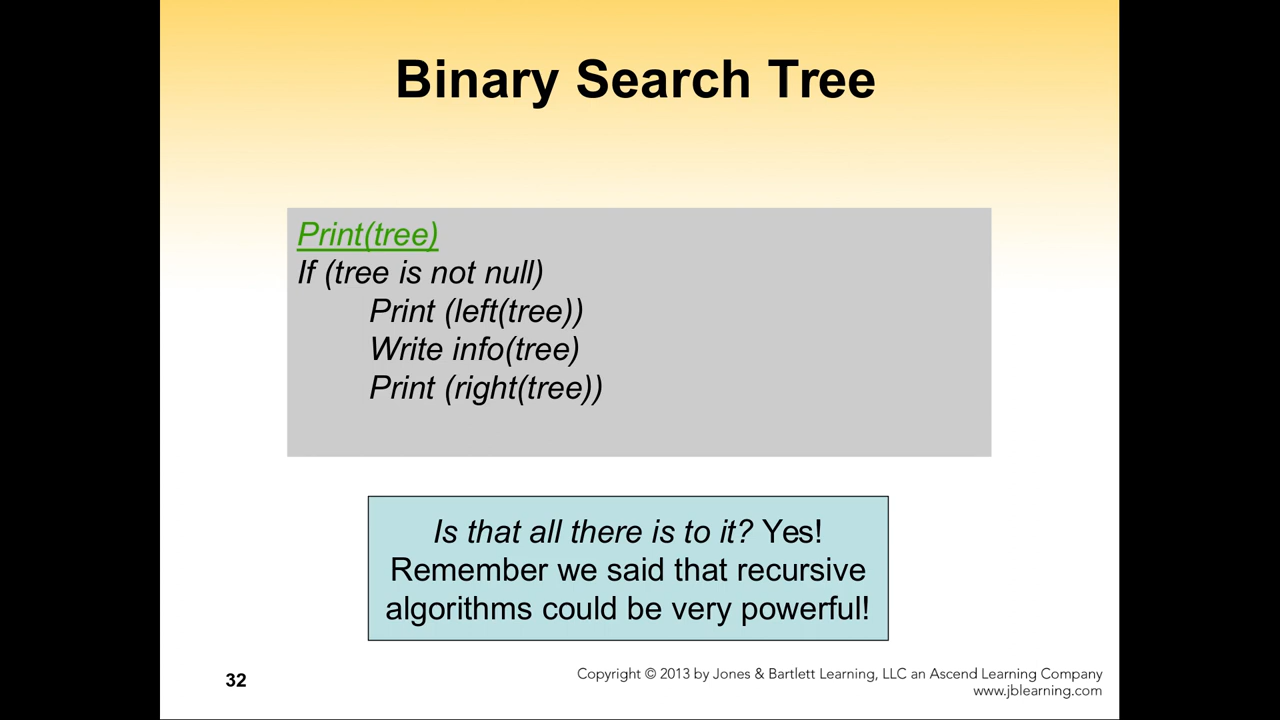 Binary Search Tree
Print(tree)
If (tree is not null)
Print (left(tree))
Write info(tree)
Print (right(tree))
Is that all there is to it? Yes!
Remember we said that recursive
algorithms could be very powerful!
32
Copyright © 2013 by Jones & Bartlett Learning, LLC an Ascend Learning Company
www.jblearning.com